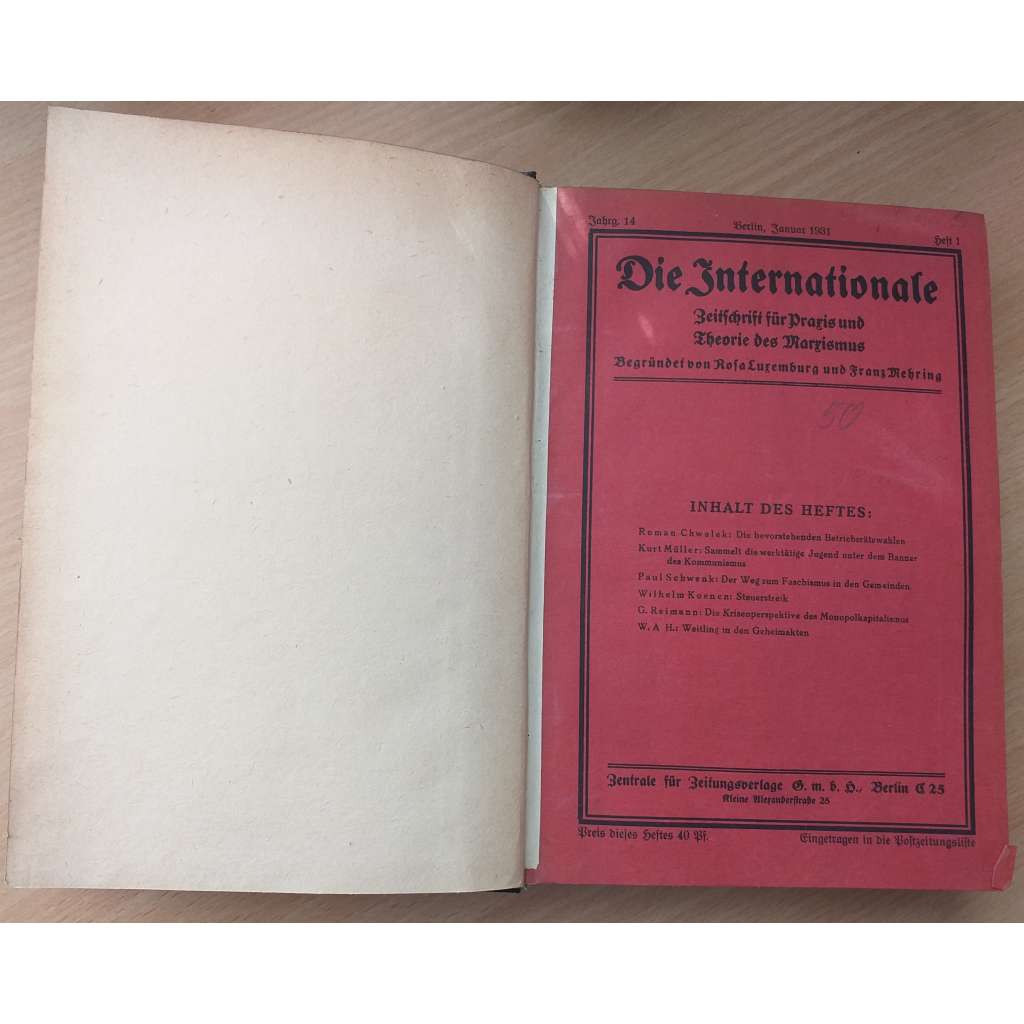 Jahrg. 14
Berlin, Januar 1931
Heft 1
Die Internationale
Zeitschrift für Praxis und
Theorie des Marxismus
Begründet von Rosa Luxemburg und Franz Mehring
50
INHALT DES HEFTES:
Roman Chwalek: Die bevorstehenden Betriebsrätewahlen
Kurt Müller: Sammelt die werktätige Jugend unter dem Banner
des Kommunismus
Paul Schwenk: Der Weg zum Faschismus in den Gemeinden
Wilhelm Koenen: Steuerstreik
G. Reimann: Die Krisenperspektive des Monopolkapitalismus
W. A. H.: Weitling in den Geheimakten
Zentrale für Zeitungsverlage G. m. b. H., Berlin C 25
Kleine Alexanderstraße 28
Preis dieses Heftes 40 Pf.
Eingetragen in die Postzeitungsliste